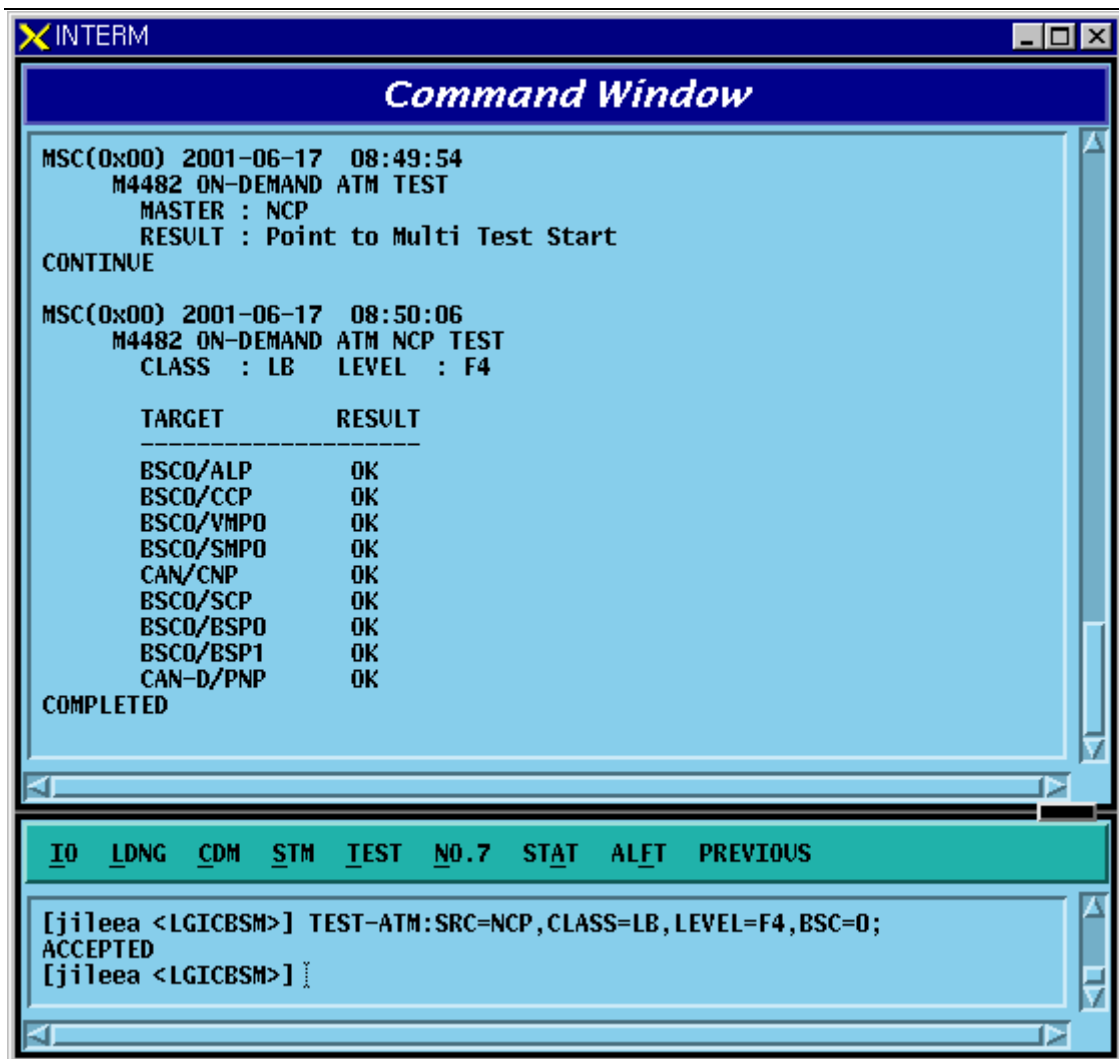 INTERM
Command Window
MSC(0x00) 2001-06-17 08:49:54
M4482 ON-DEMAND ATM TEST
MASTER : NCP
RESULT : Point to Multi Test Start
CONTINUE
MSC(0x00) 2001-06-17 08:50:06
M4482 ON-DEMAND ATM NCP TEST
CLASS : LB LEVEL : F4
TARGET RESULT
--------------------
BSC0/ALP OK
BSC0/CCP OK
BSC0/VMP0 OK
BSC0/SMP0 OK
CAN/CNP OK
BSC0/SCP OK
BSC0/BSP0 OK
BSC0/BSP1 OK
CAN-D/PNP OK
COMPLETED
IO LDNG CDM STM TEST NO.7 STAT ALFT PREVIOUS
[jileea <LGICBSM>] TEST-ATM:SRC=NCP,CLASS=LB,LEVEL=F4,BSC=0;
ACCEPTED
[jileea <LGICBSM>]